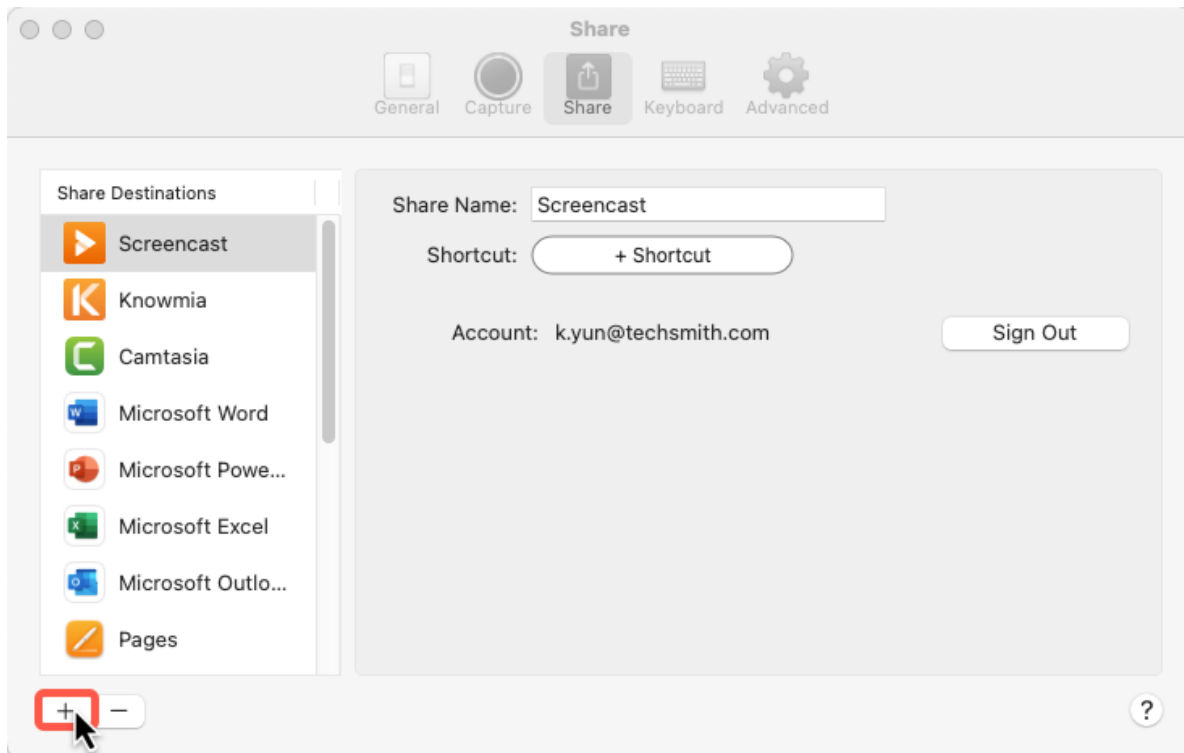 Share
General Capture Share Keyboard Advanced
Share Destinations
Screencast
Knowmia
Camtasia
Microsoft Word
Microsoft Powe...
Microsoft Excel
Microsoft Outlo...
Pages
Share Name: Screencast
Shortcut: + Shortcut
Account: k.yun@techsmith.com Sign Out
+ − ?